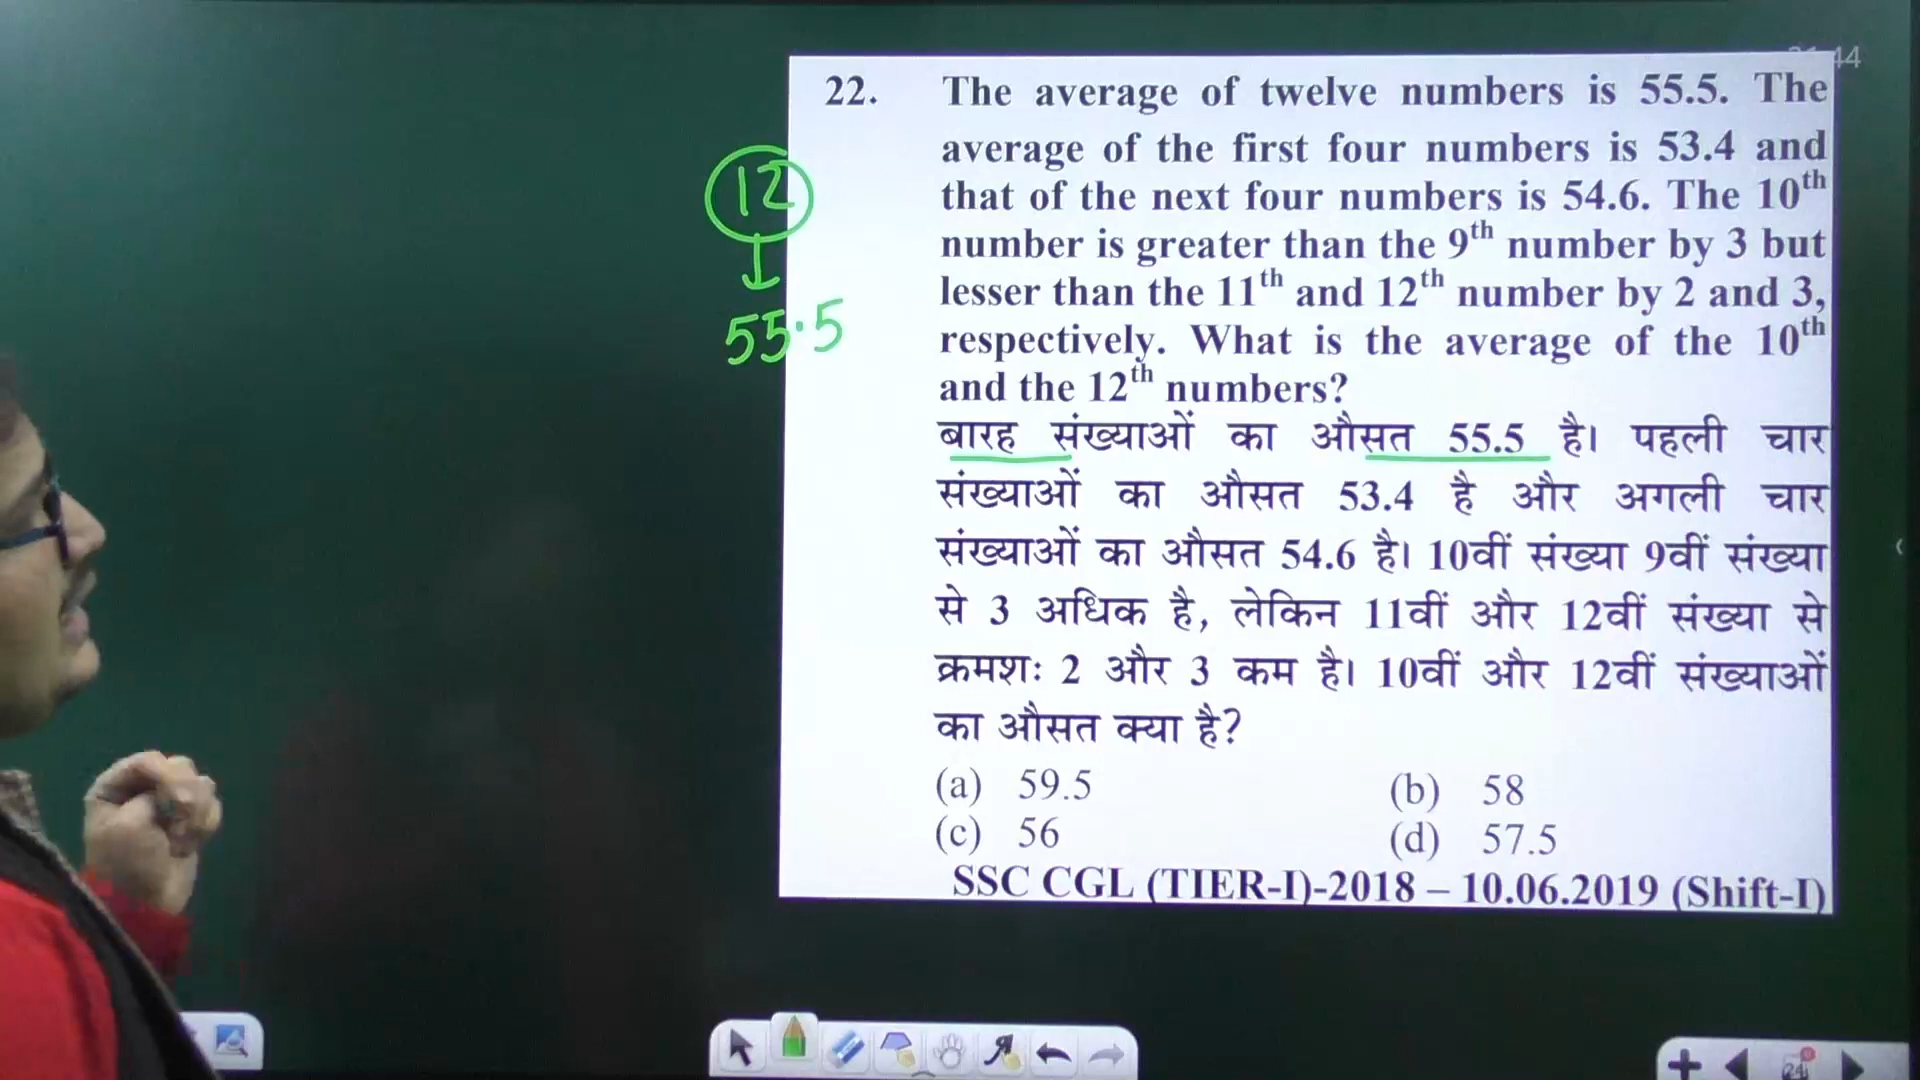 22. The average of twelve numbers is 55.5. The
average of the first four numbers is 53.4 and
that of the next four numbers is 54.6. The 10th
number is greater than the 9th number by 3 but
lesser than the 11th and 12th number by 2 and 3,
respectively. What is the average of the 10th
and the 12th numbers?
बारह संख्याओं का औसत 55.5 है। पहली चार
संख्याओं का औसत 53.4 है और अगली चार
संख्याओं का औसत 54.6 है। 10वीं संख्या 9वीं संख्या
से 3 अधिक है, लेकिन 11वीं और 12वीं संख्या से
क्रमशः 2 और 3 कम है। 10वीं और 12वीं संख्याओं
का औसत क्या है?
(a) 59.5 (b) 58
(c) 56 (d) 57.5
SSC CGL (TIER-I)-2018 – 10.06.2019 (Shift-I)
12
55.5